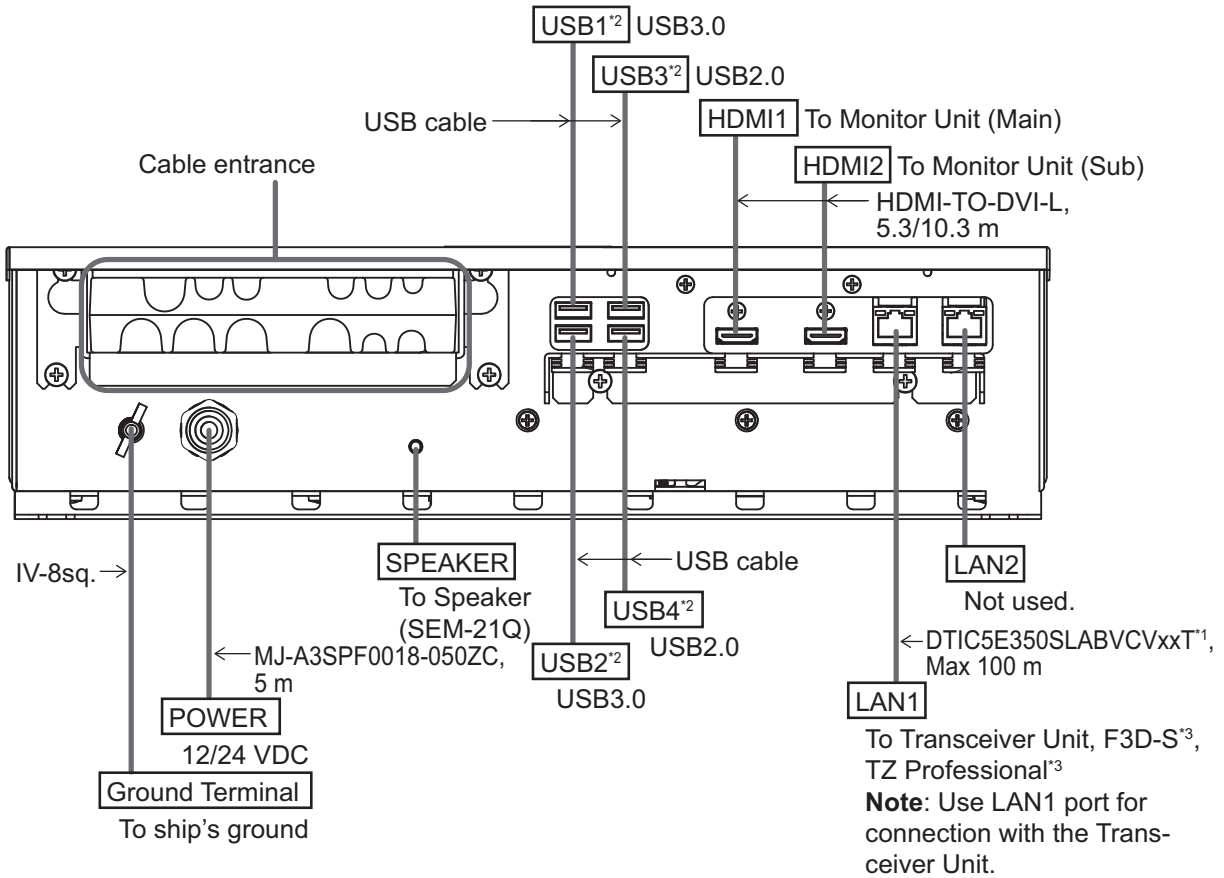 USB1*2 USB3.0
USB3*2 USB2.0
USB cable
HDMI1 To Monitor Unit (Main)
Cable entrance
HDMI2 To Monitor Unit (Sub)
HDMI-TO-DVI-L,
5.3/10.3 m
IV-8sq.
SPEAKER
To Speaker
(SEM-21Q)
USB cable
LAN2
Not used.
USB4*2
USB2.0
MJ-A3SPF0018-050ZC,
5 m
USB2*2
USB3.0
DTIC5E350SLABVCVxxT*1,
Max 100 m
POWER
12/24 VDC
LAN1
To Transceiver Unit, F3D-S*3,
TZ Professional*3
Note: Use LAN1 port for
connection with the Trans-
ceiver Unit.
Ground Terminal
To ship's ground